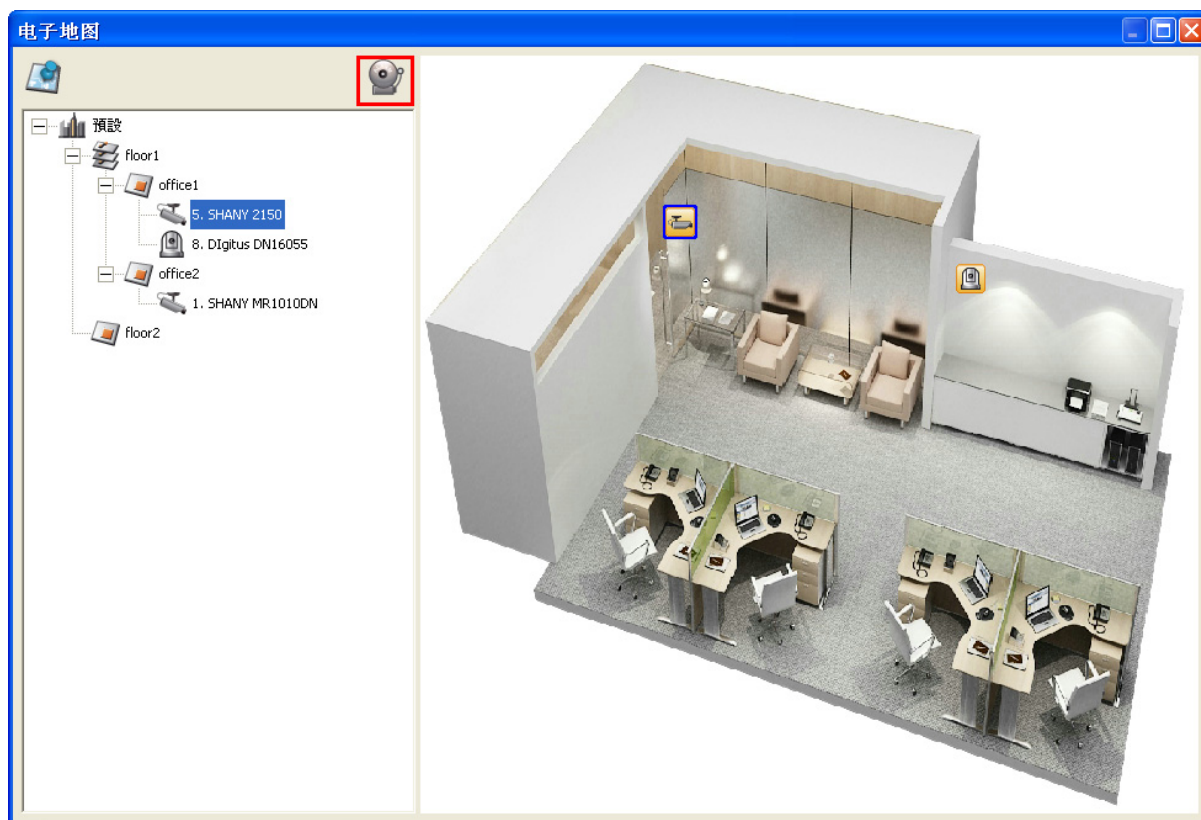 电子地图
預設
floor1
office1
5. SHANY 2150
8. DIgitus DN16055
office2
1. SHANY MR1010DN
floor2